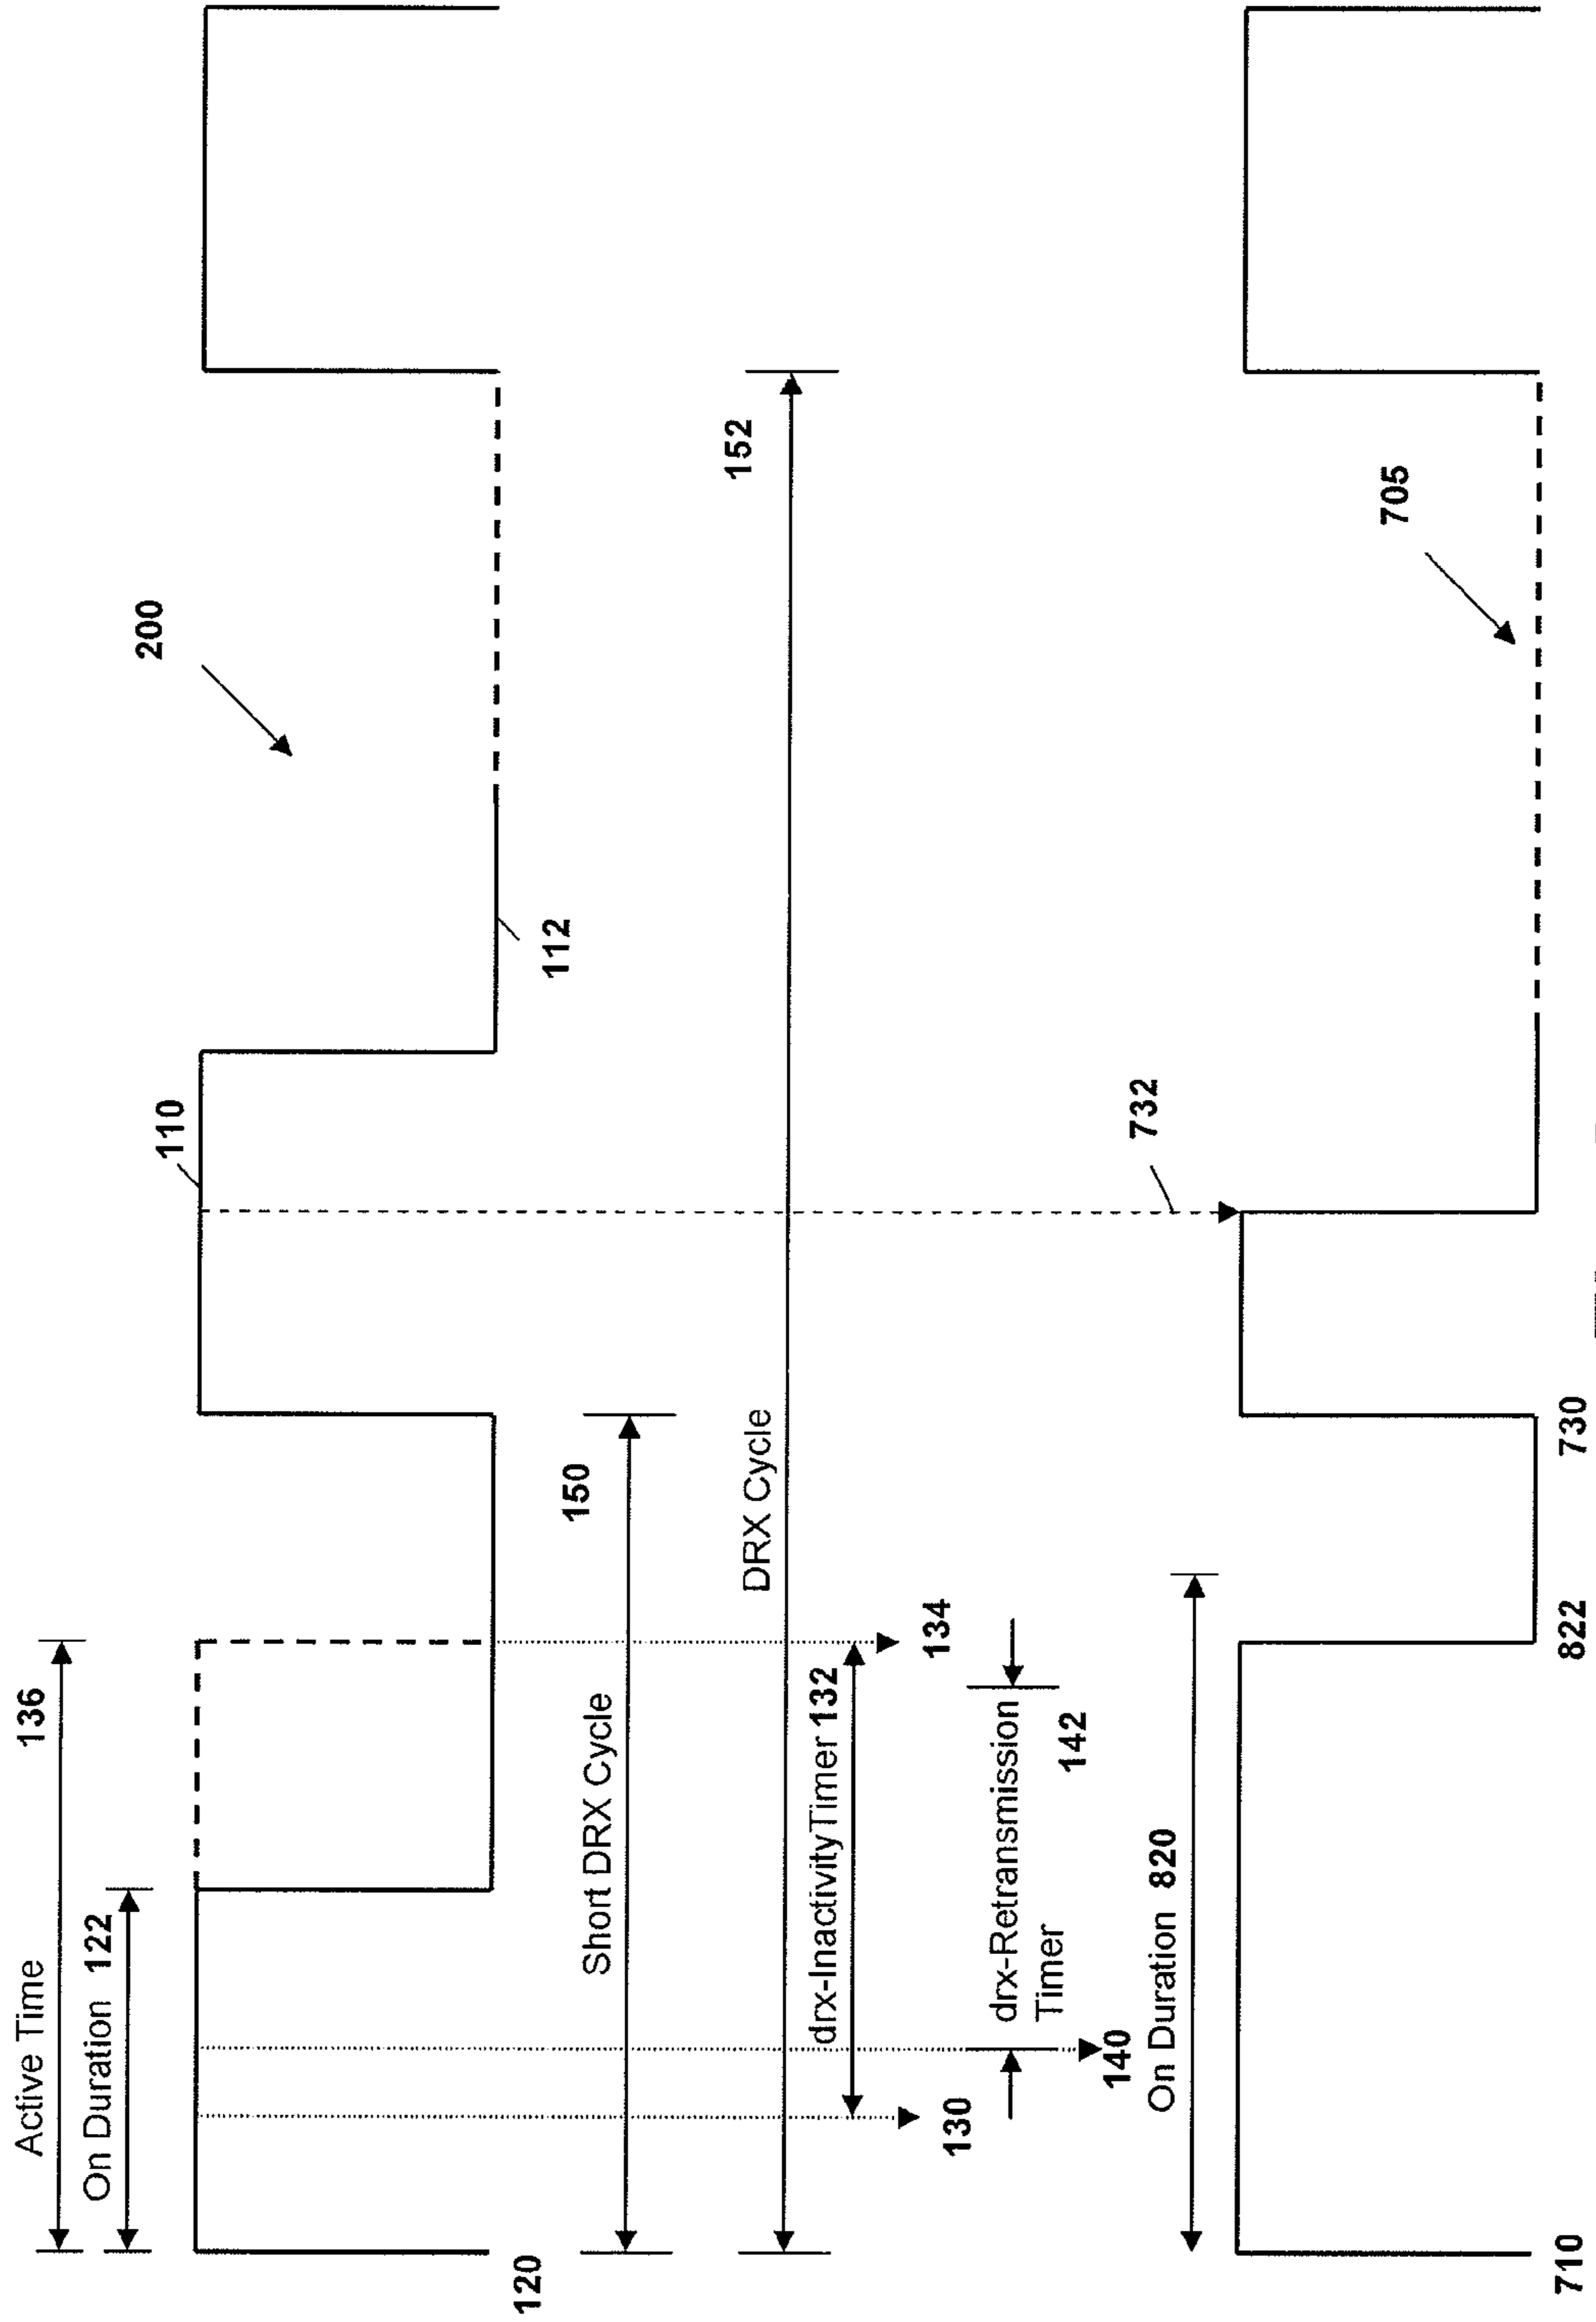 Active Time
136
On Duration 122
120
110
112
200
Short DRX Cycle
150
DRX Cycle
152
drx-InactivityTimer 132
130
134
drx-Retransmission
Timer
142
140
732
On Duration 820
705
710
822
730